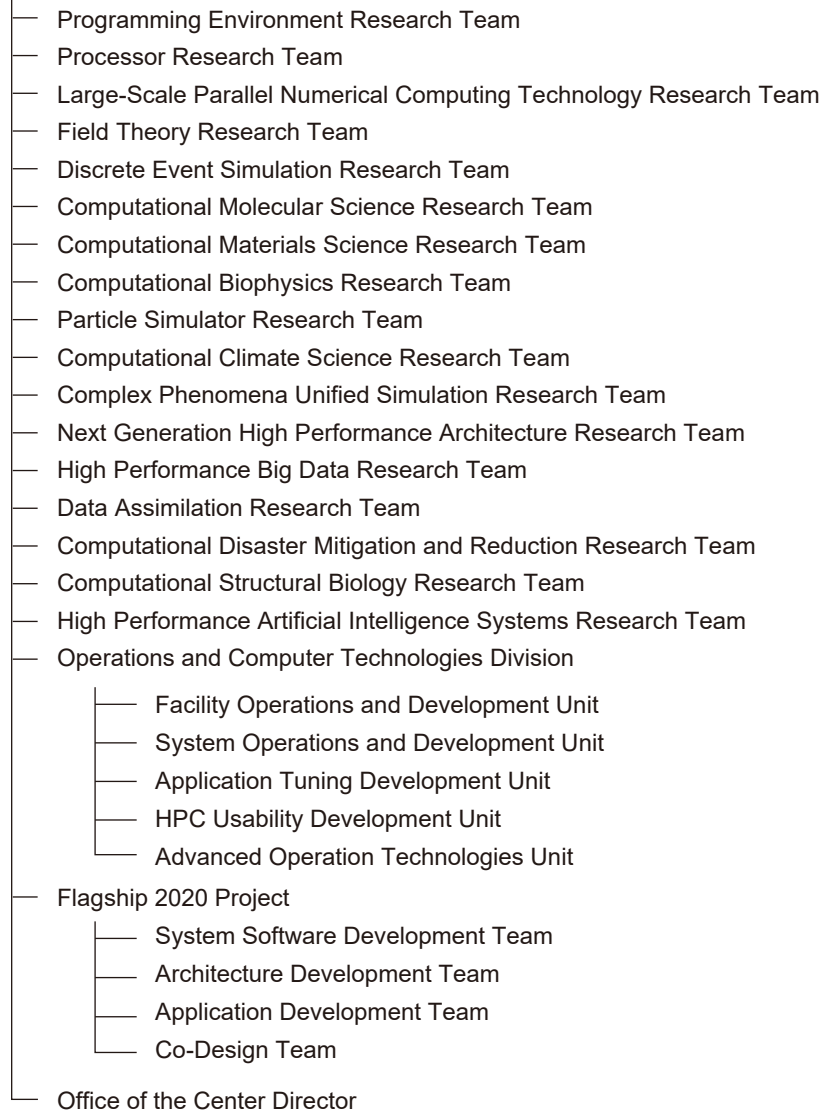 Programming Environment Research Team
Processor Research Team
Large-Scale Parallel Numerical Computing Technology Research Team
Field Theory Research Team
Discrete Event Simulation Research Team
Computational Molecular Science Research Team
Computational Materials Science Research Team
Computational Biophysics Research Team
Particle Simulator Research Team
Computational Climate Science Research Team
Complex Phenomena Unified Simulation Research Team
Next Generation High Performance Architecture Research Team
High Performance Big Data Research Team
Data Assimilation Research Team
Computational Disaster Mitigation and Reduction Research Team
Computational Structural Biology Research Team
High Performance Artificial Intelligence Systems Research Team
Operations and Computer Technologies Division
Facility Operations and Development Unit
System Operations and Development Unit
Application Tuning Development Unit
HPC Usability Development Unit
Advanced Operation Technologies Unit
Flagship 2020 Project
System Software Development Team
Architecture Development Team
Application Development Team
Co-Design Team
Office of the Center Director